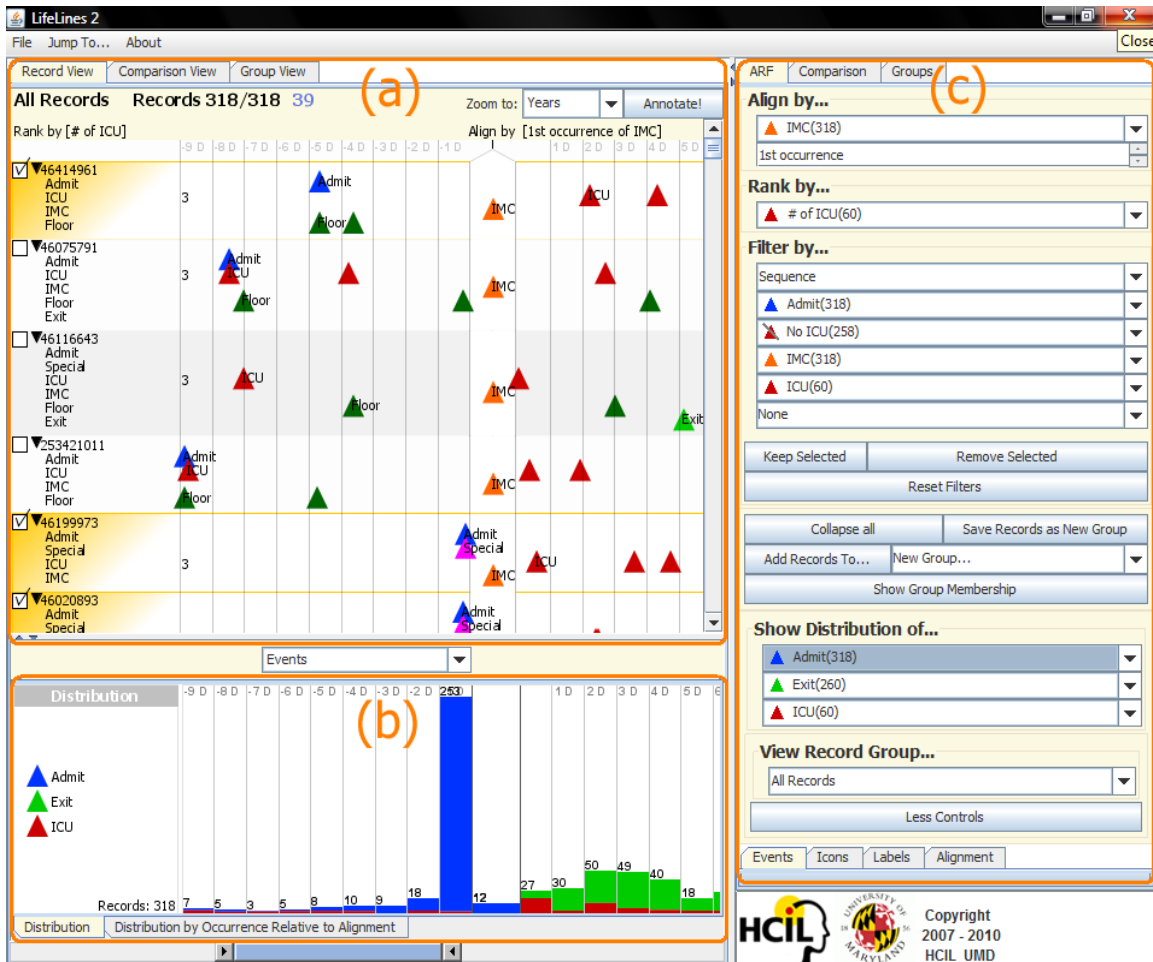 LifeLines 2
File Jump To... About
Close
Record View Comparison View Group View
(a)
All Records Records 318/318 39 Zoom to: Years Annotate!
Rank by [# of ICU] Align by [1st occurrence of IMC]
-9 D -8 D -7 D -6 D -5 D -4 D -3 D -2 D -1 D 1 D 2 D 3 D 4 D 5 D
46414961
Admit
ICU
IMC
Floor
3
Admit
ICU
IMC
Floor
46075791
Admit
ICU
IMC
Floor
Exit
3
Admit
ICU
IMC
Floor
46116643
Admit
Special
ICU
IMC
Floor
Exit
3
ICU
IMC
Floor
Exit
253421011
Admit
ICU
IMC
Floor
3
Admit
ICU
IMC
Floor
46199973
Admit
Special
ICU
IMC
3
Admit
Special
ICU
IMC
46020893
Admit
Special
Admit
Special
Events
Distribution
-9 D -8 D -7 D -6 D -5 D -4 D -3 D -2 D 253 1 D 2 D 3 D 4 D 5 D 6
(b)
Admit
Exit
ICU
Records: 318 7 5 3 5 8 10 9 18 12 27 30 50 49 40 18
Distribution Distribution by Occurrence Relative to Alignment
ARF Comparison Groups
(c)
Align by...
IMC(318)
1st occurrence
Rank by...
# of ICU(60)
Filter by...
Sequence
Admit(318)
No ICU(258)
IMC(318)
ICU(60)
None
Keep Selected Remove Selected
Reset Filters
Collapse all Save Records as New Group
Add Records To... New Group...
Show Group Membership
Show Distribution of...
Admit(318)
Exit(260)
ICU(60)
View Record Group...
All Records
Less Controls
Events Icons Labels Alignment
HCIL
UNIVERSITY OF
MARYLAND
18 56
Copyright
2007 - 2010
HCIL UMD